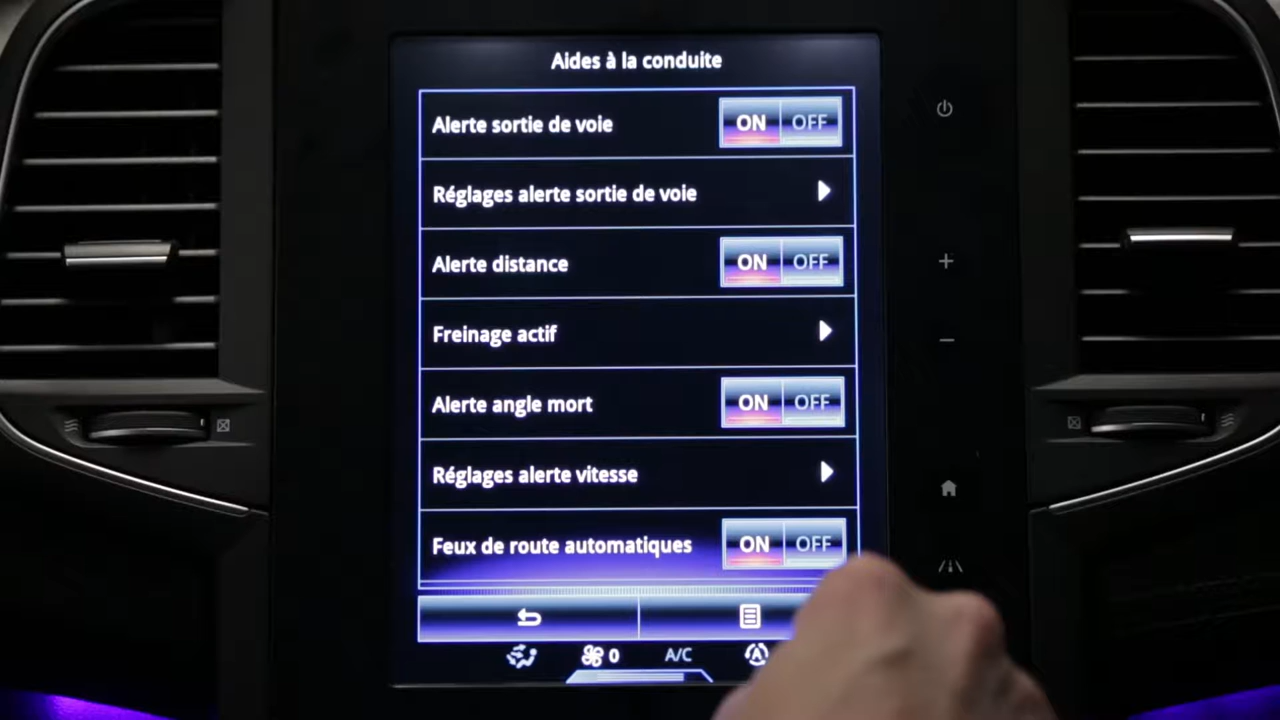 Aides à la conduite
Alerte sortie de voie ON OFF
Réglages alerte sortie de voie
Alerte distance ON OFF
Freinage actif
Alerte angle mort ON OFF
Réglages alerte vitesse
Feux de route automatiques ON OFF
0 A/C A